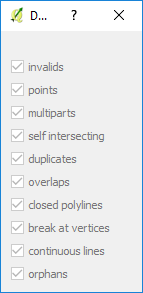 D... ?
invalids
points
multiparts
self intersecting
duplicates
overlaps
closed polylines
break at vertices
continuous lines
orphans